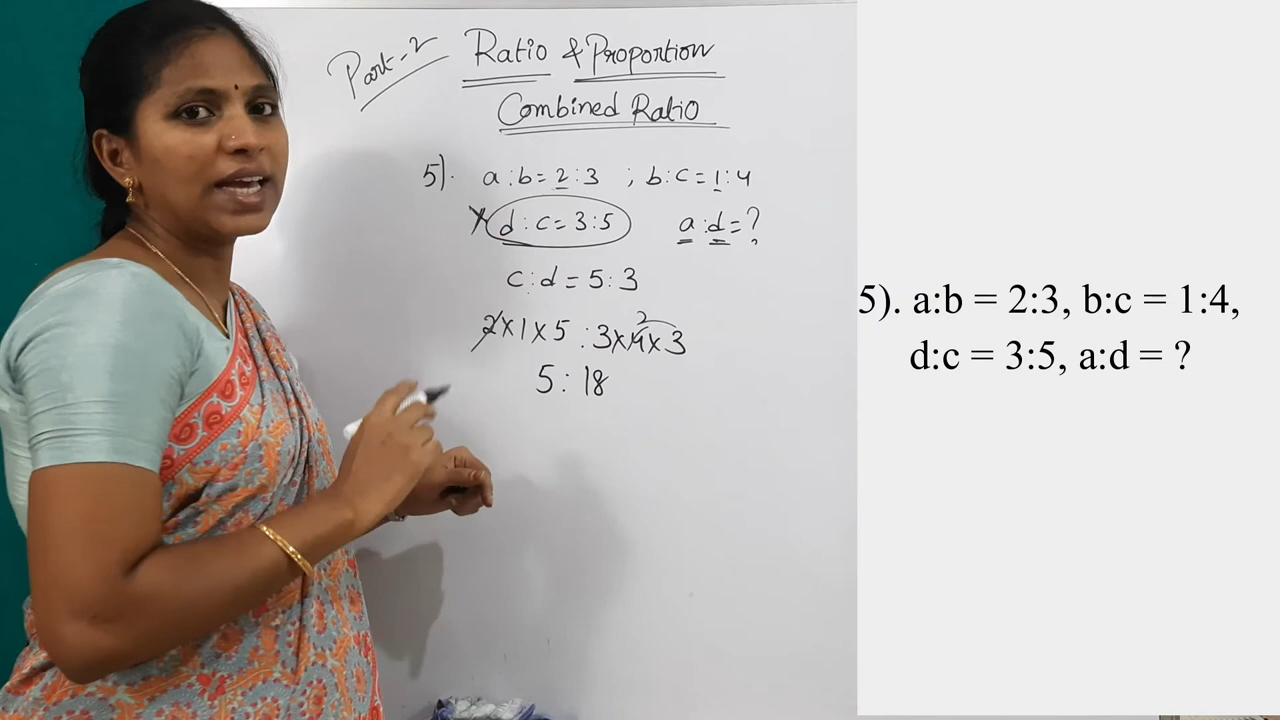 Part-2 Ratio & Proportion
Combined Ratio
5). a:b = 2:3 ; b:c = 1:4
d:c = 3:5 a:d = ?
c:d = 5:3
2×1×5 : 3×4×3
2
5:18
5). a:b = 2:3, b:c = 1:4,
d:c = 3:5, a:d = ?